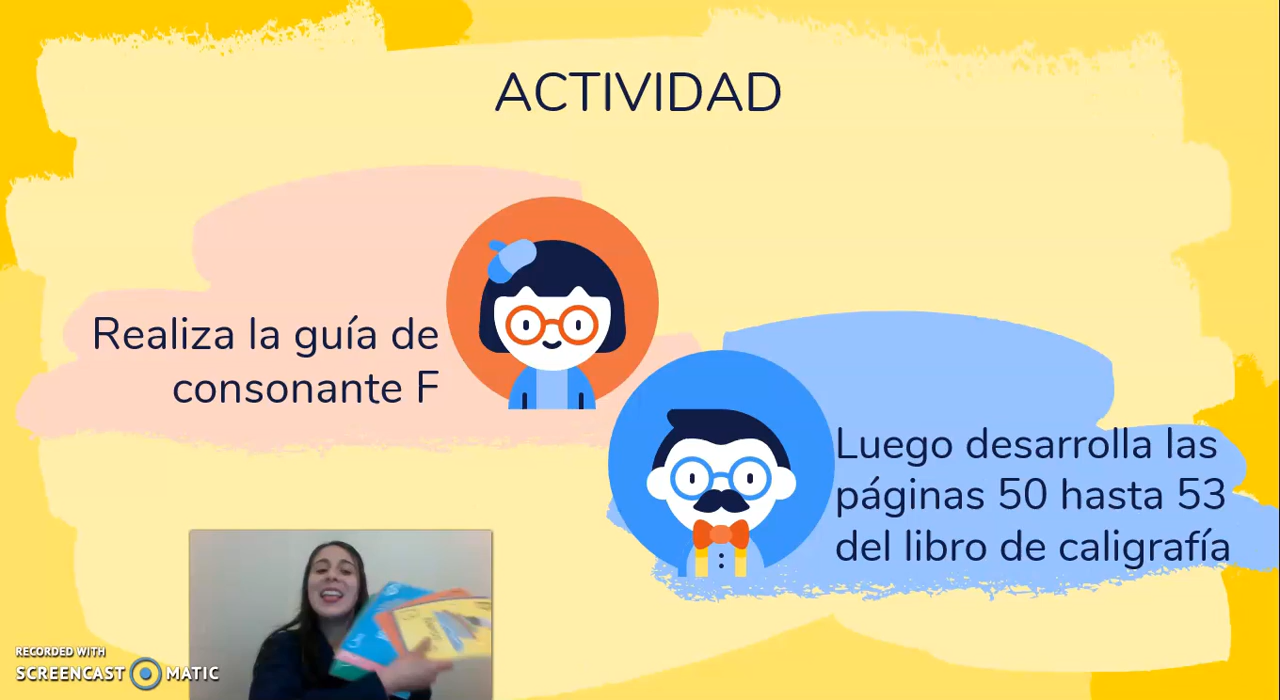 ACTIVIDAD
Realiza la guía de
consonante F
Luego desarrolla las
páginas 50 hasta 53
del libro de caligrafía
RECORDED WITH
SCREENCAST MATIC